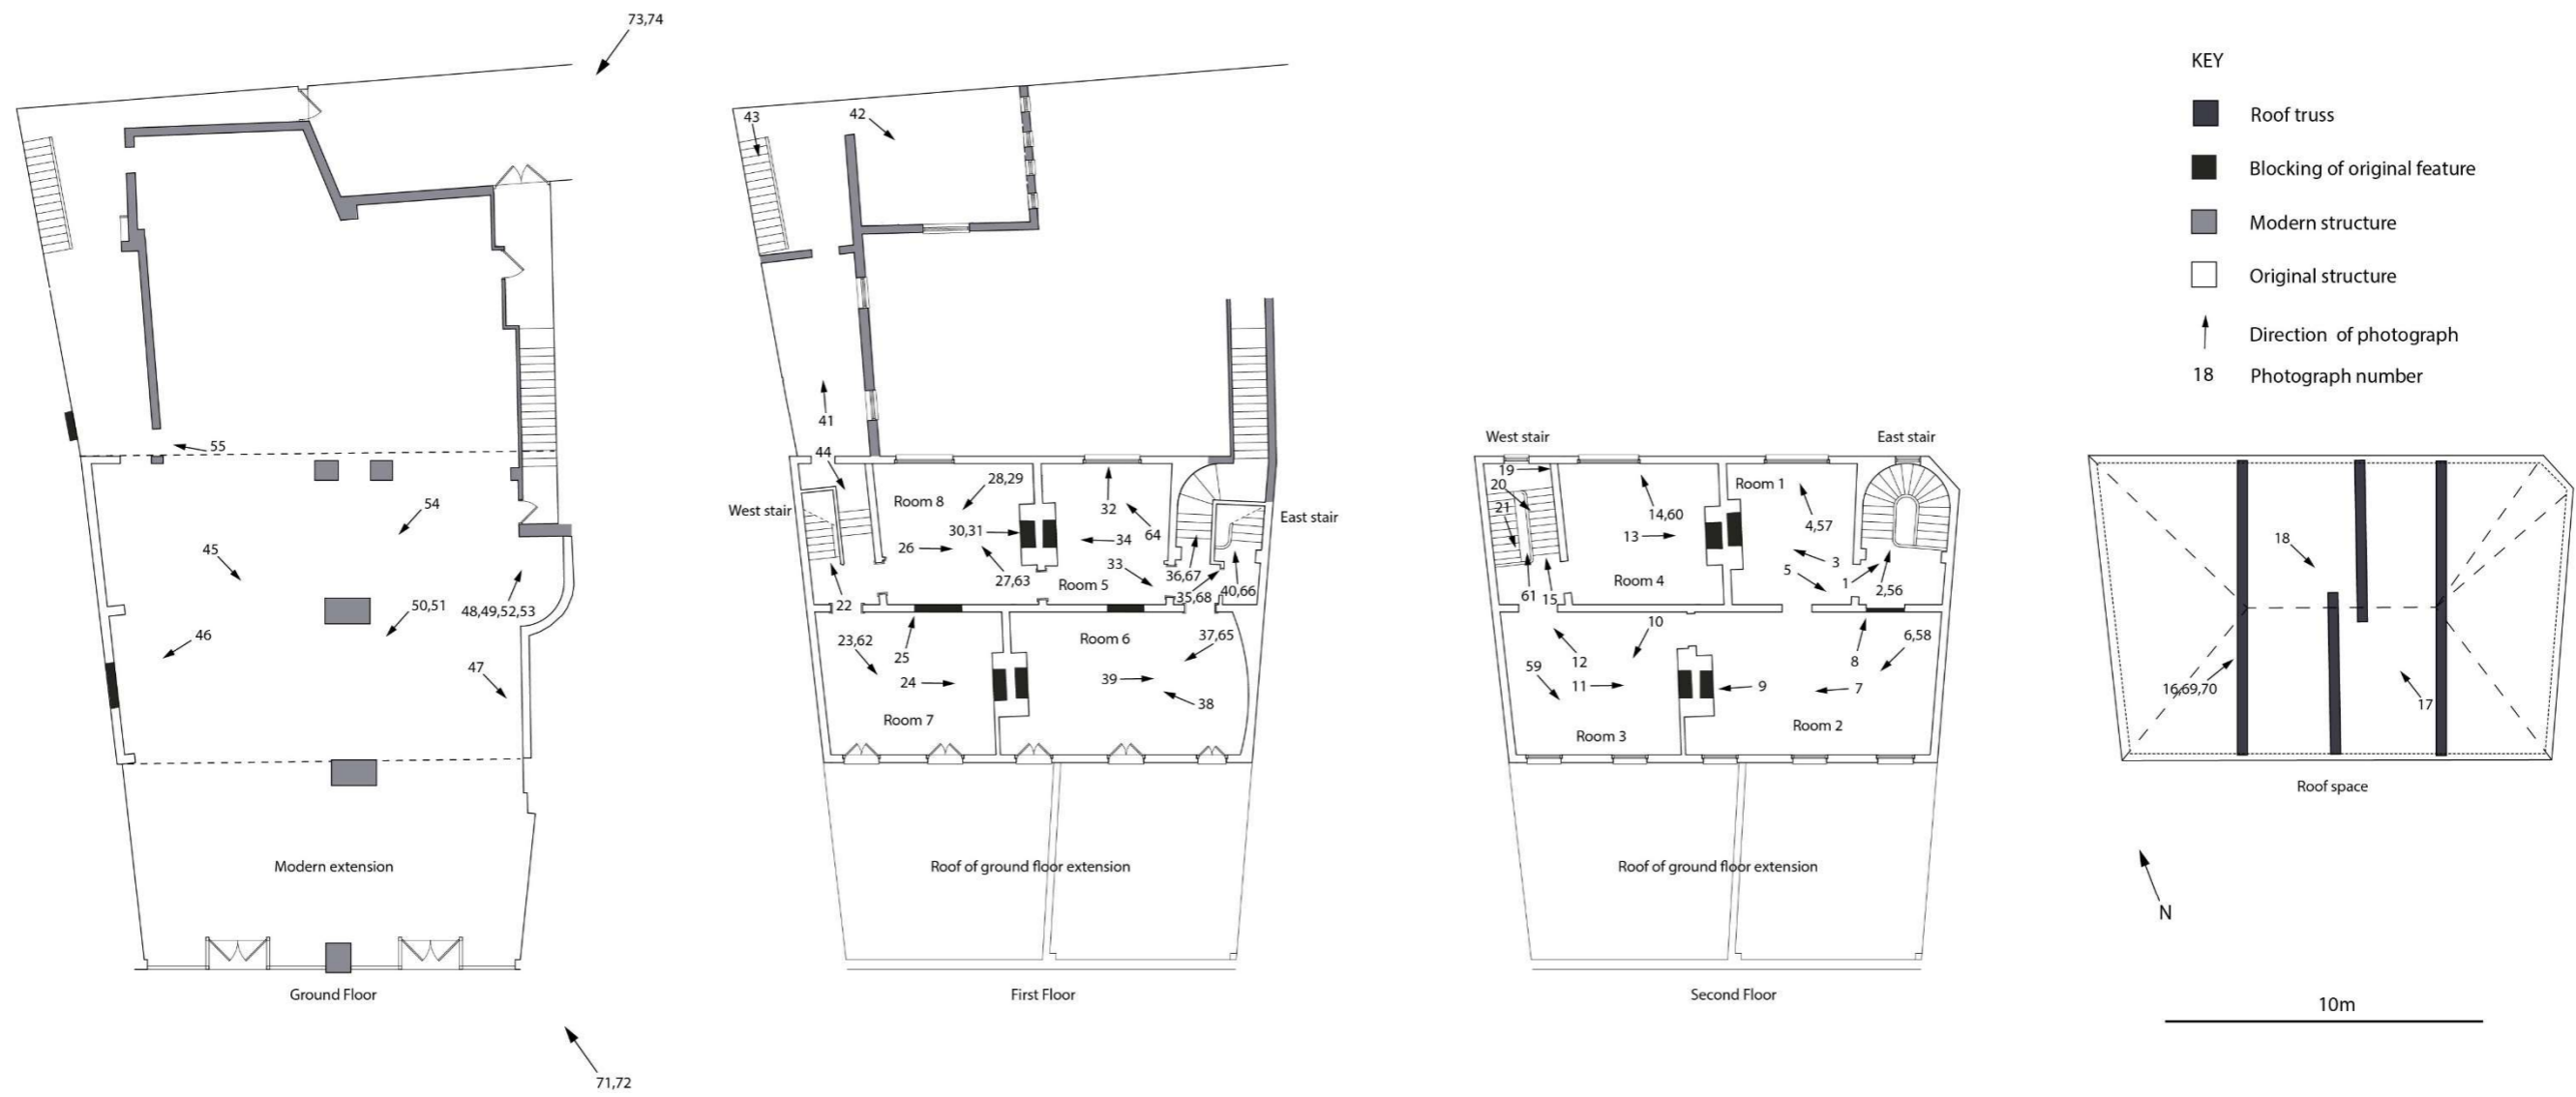 73,74
55
54
45
50,51
48,49,52,53
46
47
Modern extension
Ground Floor
71,72
43
42
41
44
West stair
Room 8
28,29
30,31
26
27,63
32
64
34
33
Room 5
36,67
35,68
40,66
East stair
22
23,62
25
24
Room 7
Room 6
37,65
39
38
Roof of ground floor extension
First Floor
West stair
East stair
19
20
21
14,60
13
Room 4
61
15
Room 1
4,57
3
5
1
2,56
10
12
59
11
Room 3
9
8
6,58
7
Room 2
Roof of ground floor extension
Second Floor
KEY
Roof truss
Blocking of original feature
Modern structure
Original structure
Direction of photograph
18 Photograph number
18
16,69,70
17
Roof space
N
10m